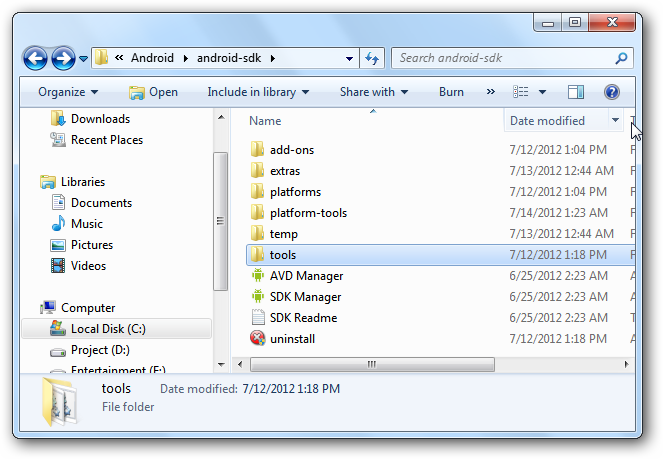 « Android android-sdk Search android-sdk
Organize Open Include in library Share with Burn »
Downloads
Recent Places
Libraries
Documents
Music
Pictures
Videos
Computer
Local Disk (C:)
Project (D:)
Entertainment (F:)
Name Date modified T
add-ons 7/12/2012 1:04 PM F
extras 7/13/2012 12:44 AM F
platforms 7/12/2012 1:04 PM F
platform-tools 7/14/2012 1:23 AM F
temp 7/13/2012 12:44 AM F
tools 7/12/2012 1:18 PM F
AVD Manager 6/25/2012 2:23 AM A
SDK Manager 6/25/2012 2:23 AM A
SDK Readme 6/25/2012 2:23 AM T
uninstall 7/12/2012 1:18 PM A
tools Date modified: 7/12/2012 1:18 PM
File folder